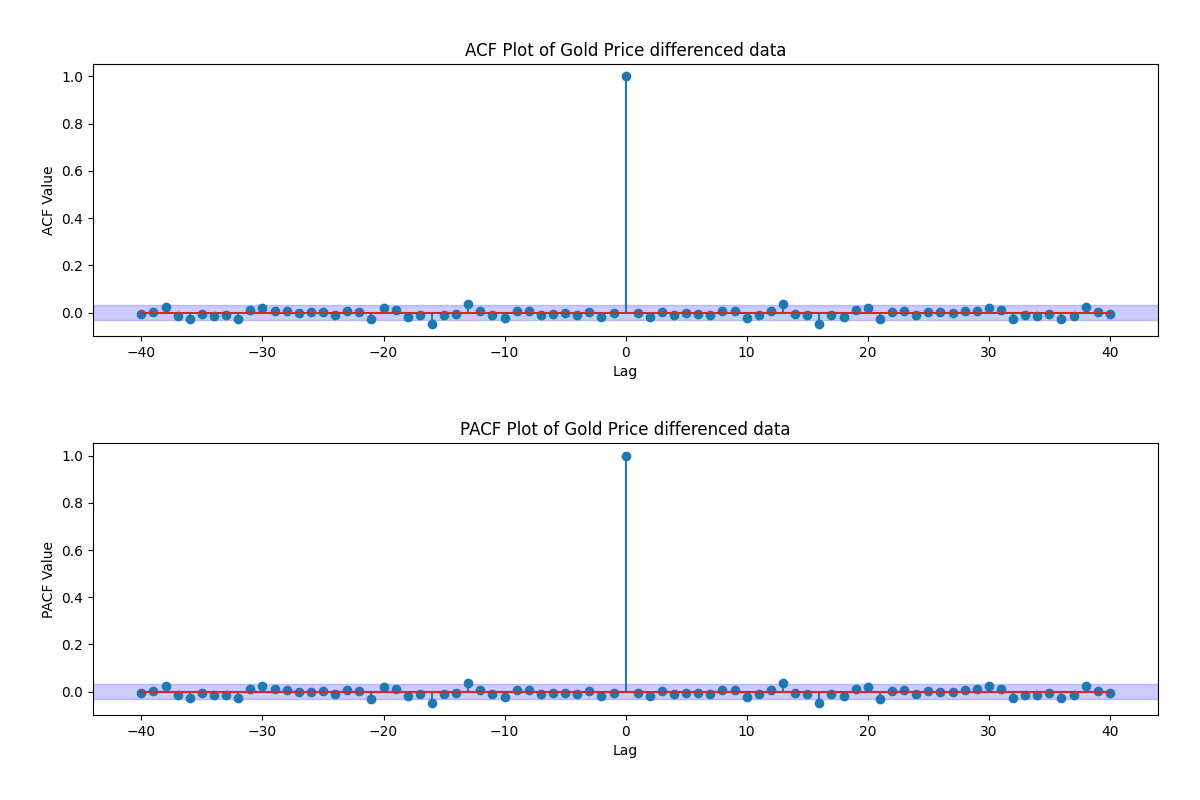 ACF Plot of Gold Price differenced data
ACF Value
1.0
0.8
0.6
0.4
0.2
0.0
−40 −30 −20 −10 0 10 20 30 40
Lag
PACF Plot of Gold Price differenced data
PACF Value
1.0
0.8
0.6
0.4
0.2
0.0
−40 −30 −20 −10 0 10 20 30 40
Lag